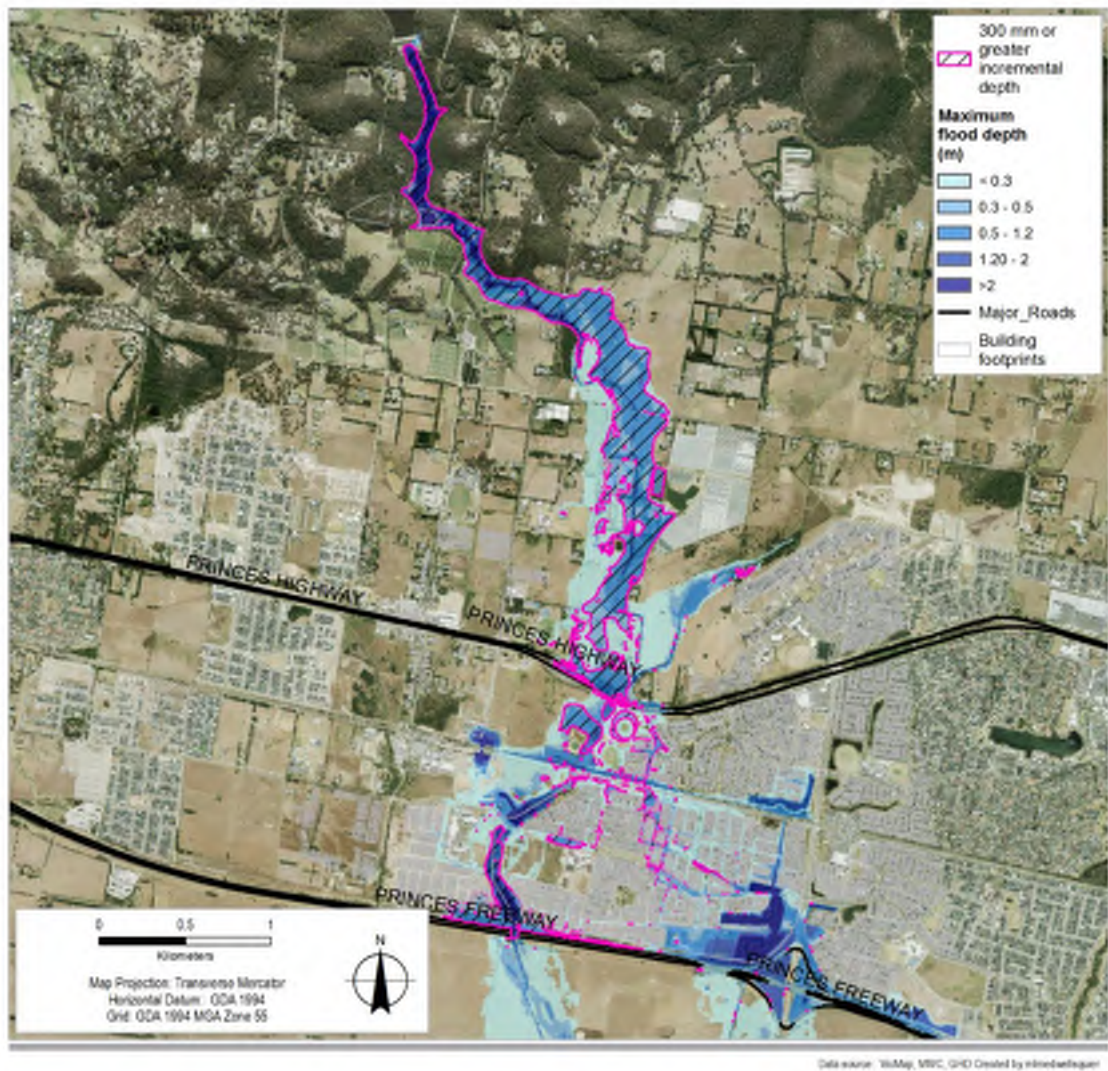 300 mm or
greater
incremental
depth
Maximum
flood depth
(m)
< 0.3
0.3 - 0.5
0.5 - 1.2
1.20 - 2
>2
Major_Roads
Building
footprints
PRINCES HIGHWAY
PRINCES HIGHWAY
PRINCES FREEWAY
PRINCES FREEWAY
0 0.5 1
Kilometers
N
Map Projection: Transverse Mercator
Horizontal Datum: GDA 1994
Grid: GDA 1994 MGA Zone 55
Data source: VicMap, MWC, GHD Created by